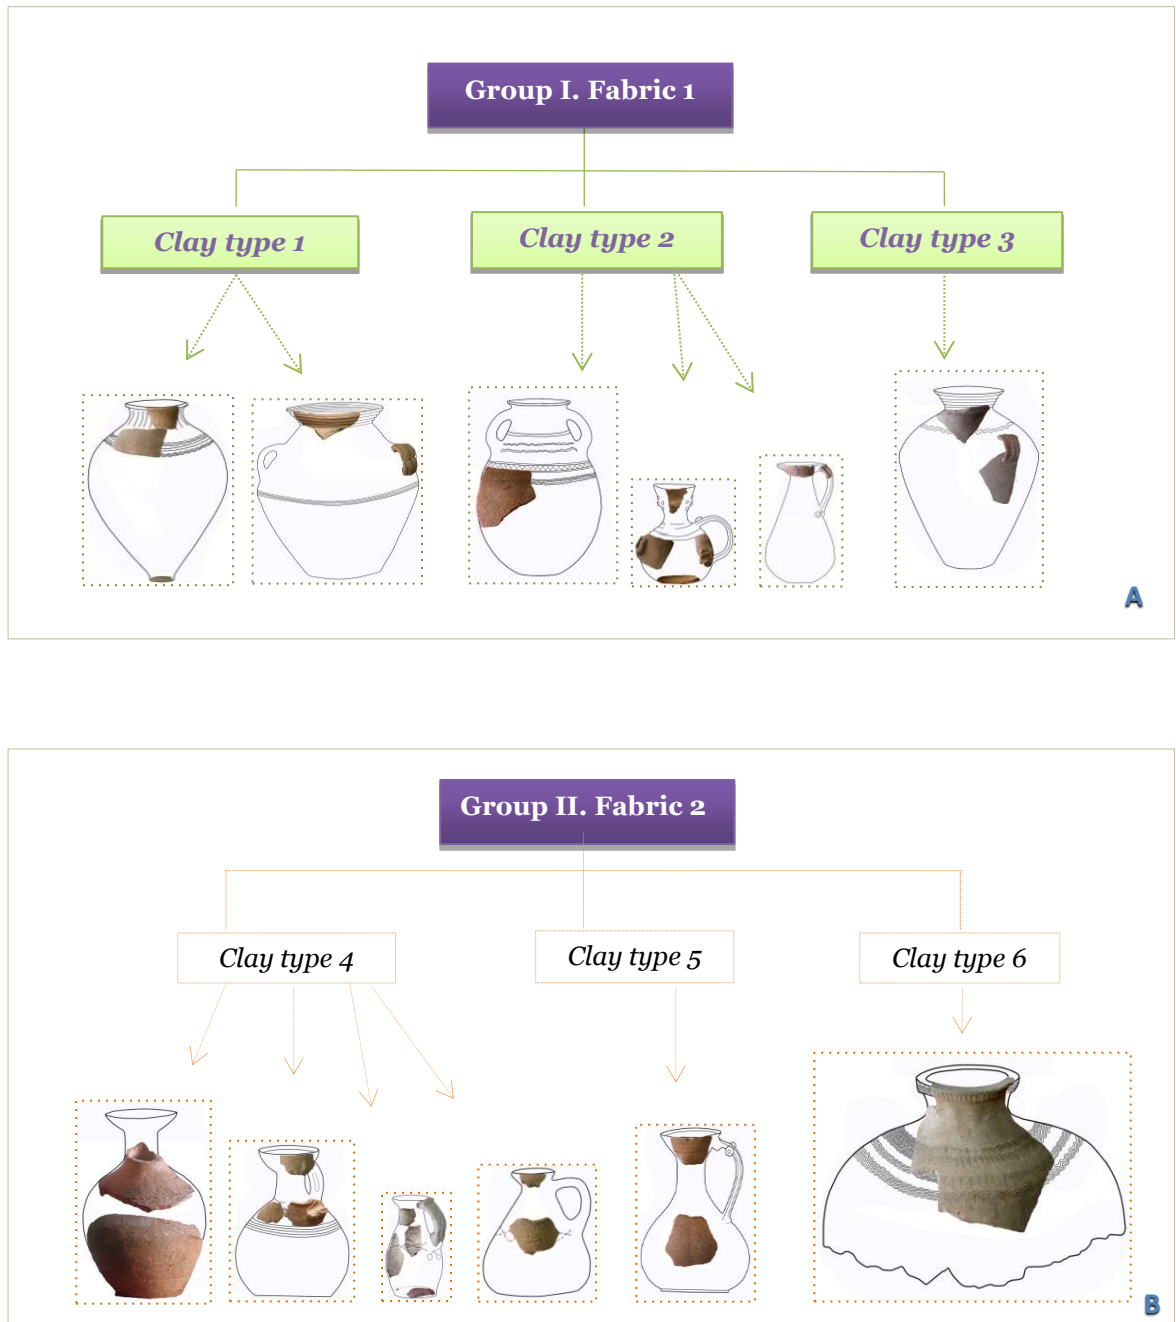 Group I. Fabric 1
Clay type 1
Clay type 2
Clay type 3
A
Group II. Fabric 2
Clay type 4
Clay type 5
Clay type 6
B